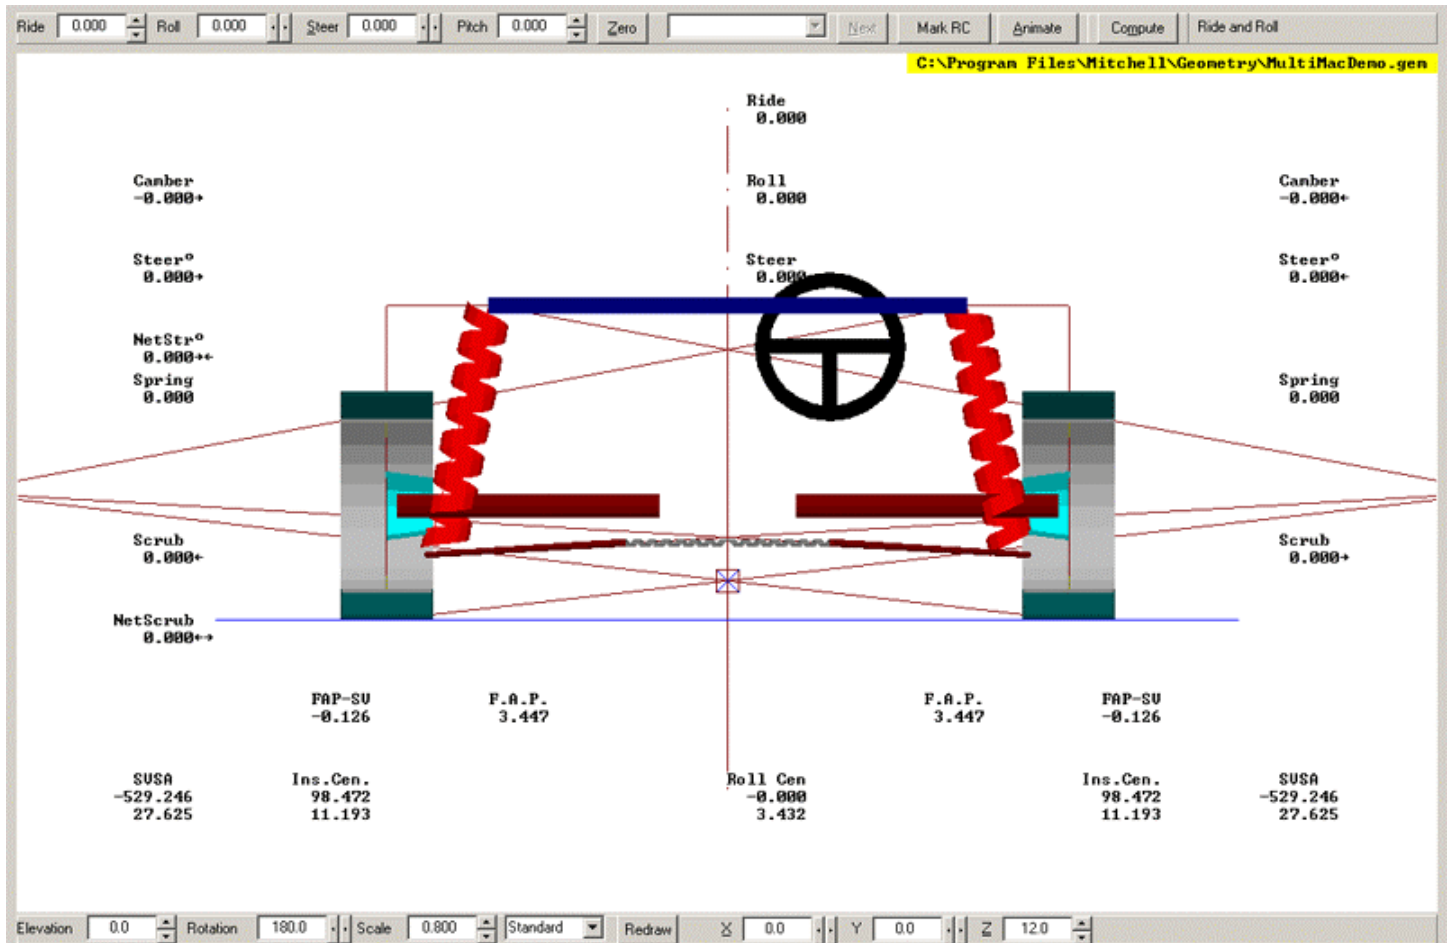 Ride 0.000 Roll 0.000 Steer 0.000 Pitch 0.000 Zero Next Mark RC Animate Compute Ride and Roll
C:\Program Files\Mitchell\Geometry\MultiMacDemo.gem
Ride
0.000
Camber Roll Camber
-0.000→ 0.000 -0.000←
Steerº Steer Steerº
0.000→ 0.000 0.000←
NetStrº
0.000→←
Spring Spring
0.000 0.000
Scrub Scrub
0.000← 0.000→
NetScrub
0.000←→
FAP-SV F.A.P. F.A.P. FAP-SV
-0.126 3.447 3.447 -0.126
SVSA Ins.Cen. Roll Cen Ins.Cen. SVSA
-529.246 98.472 -0.000 98.472 -529.246
27.625 11.193 3.432 11.193 27.625
Elevation 0.0 Rotation 180.0 Scale 0.800 Standard Redraw X 0.0 Y 0.0 Z 12.0